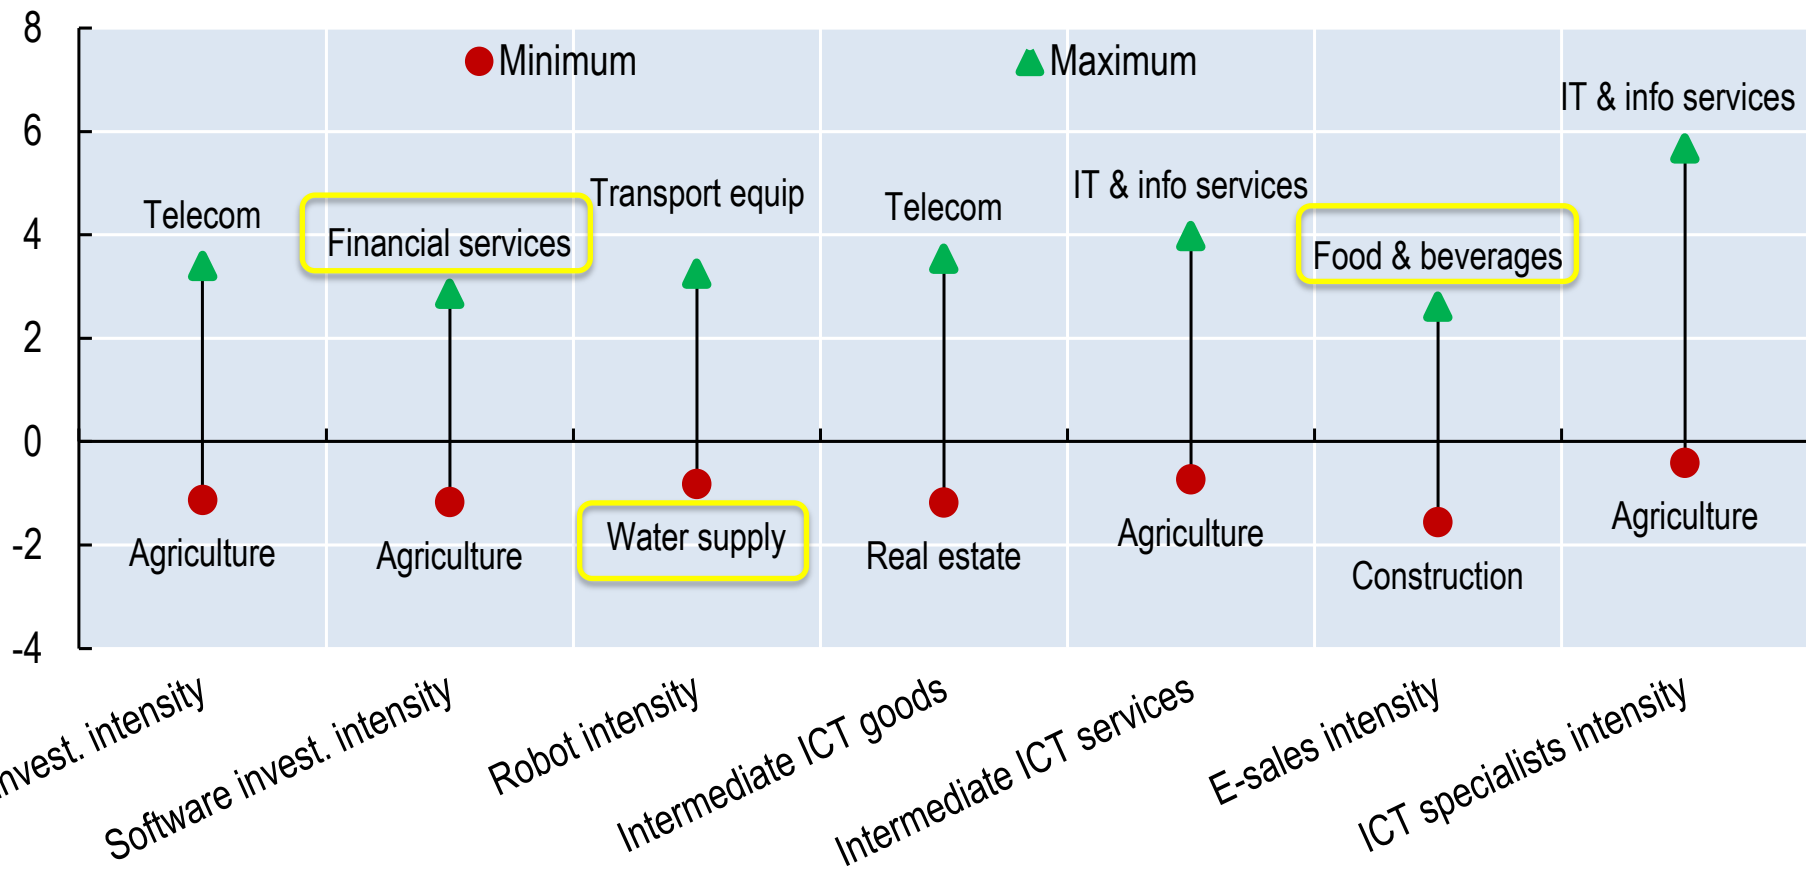 8
6
4
2
0
-2
-4
Minimum
Maximum
Telecom
Financial services
Transport equip
Telecom
IT & info services
Food & beverages
IT & info services
Agriculture
Agriculture
Water supply
Real estate
Agriculture
Construction
Agriculture
invest. intensity
Software invest. intensity
Robot intensity
Intermediate ICT goods
Intermediate ICT services
E-sales intensity
ICT specialists intensity